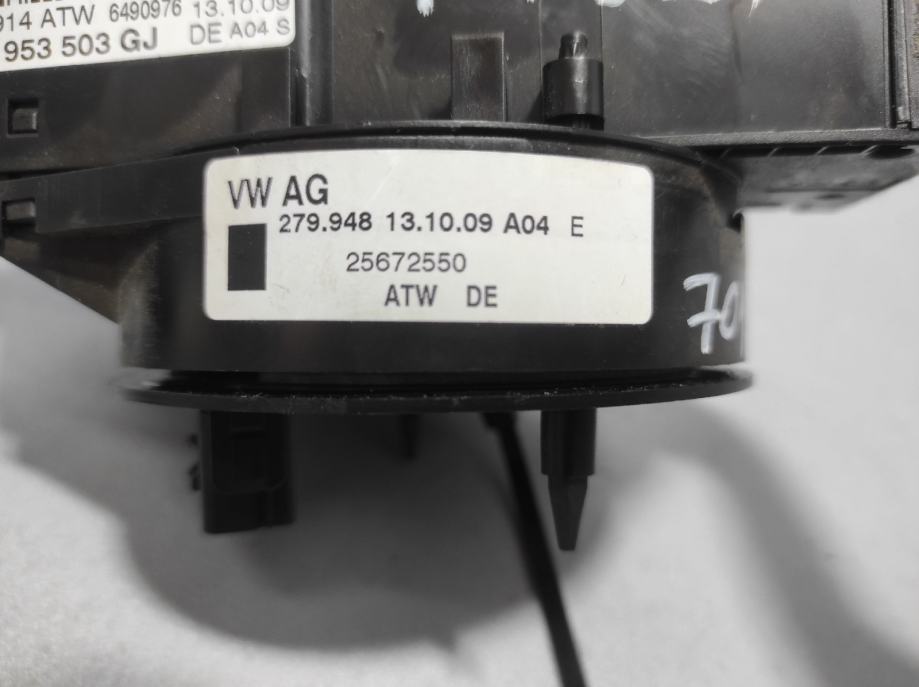 914 ATW 6490976 13.10.09
953 503 GJ DE A04 S
VW AG
279.948 13.10.09 A04 E
25672550
ATW DE
70